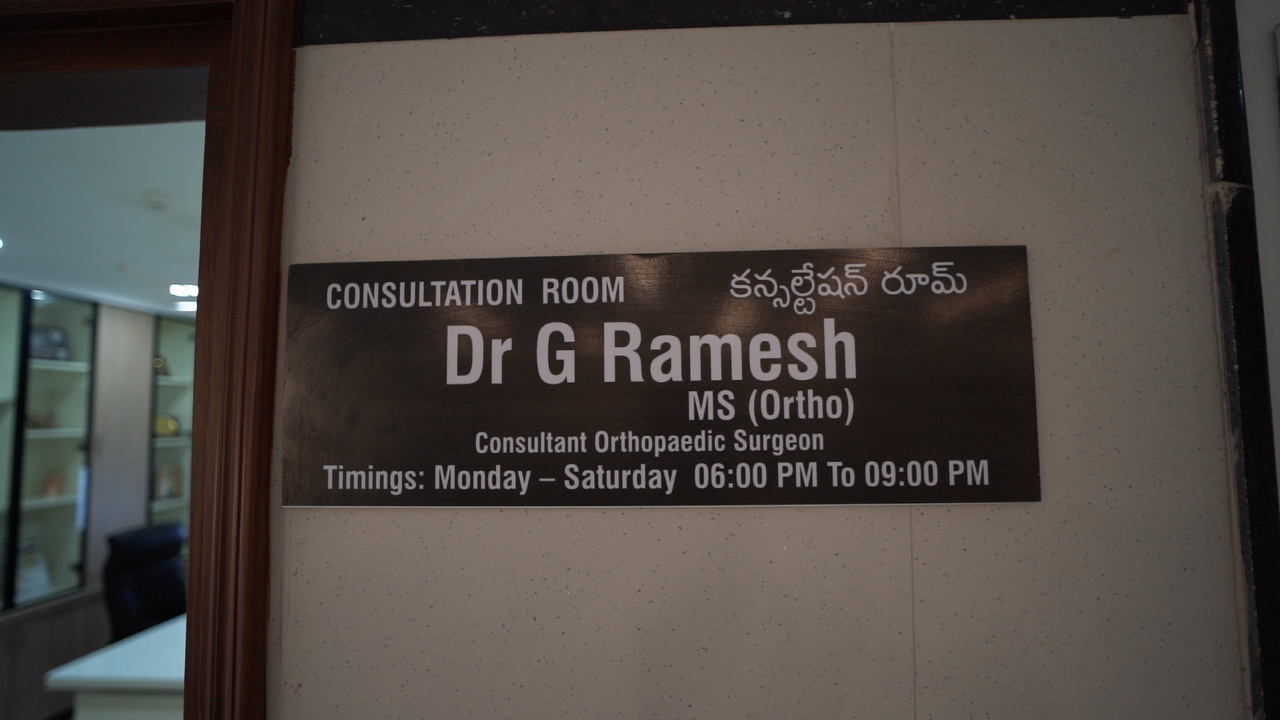 CONSULTATION ROOM కన్సల్టేషన్ రూమ్
Dr G Ramesh
MS (Ortho)
Consultant Orthopaedic Surgeon
Timings: Monday – Saturday 06:00 PM To 09:00 PM